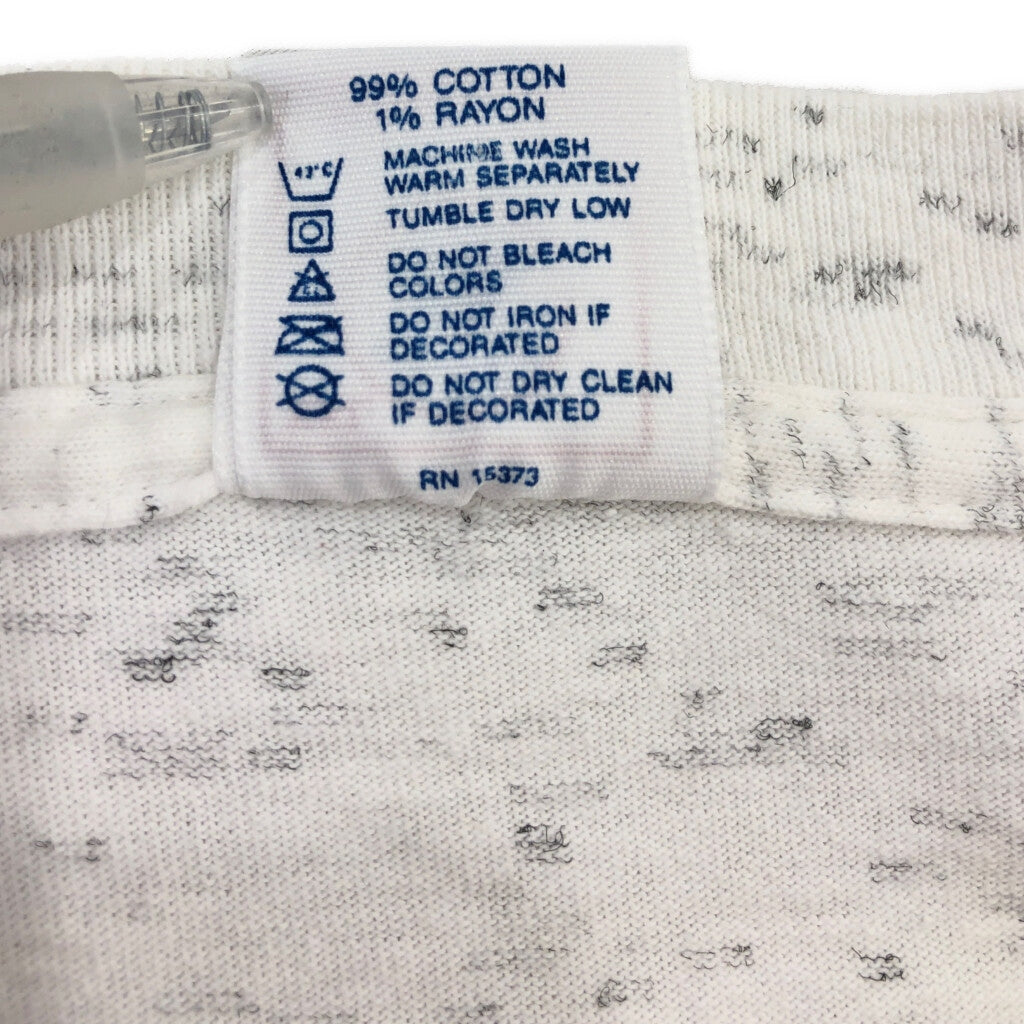 99% COTTON
1% RAYON
MACHINE WASH
WARM SEPARATELY
TUMBLE DRY LOW
DO NOT BLEACH
COLORS
DO NOT IRON IF
DECORATED
DO NOT DRY CLEAN
IF DECORATED
RN 15373